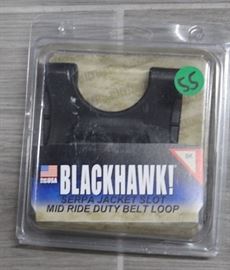 55
BLACKHAWK!
SERPA JACKET SLOT
MID RIDE DUTY BELT LOOP